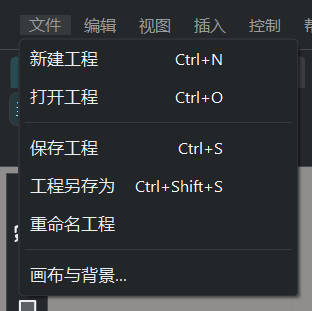 文件 编辑 视图 插入 控制
新建工程 Ctrl+N
打开工程 Ctrl+O
保存工程 Ctrl+S
工程另存为 Ctrl+Shift+S
重命名工程
画布与背景...